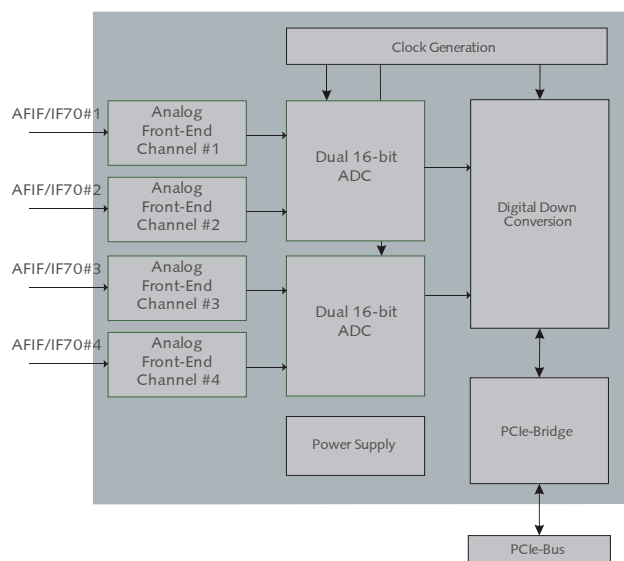 Clock Generation
AFIF/IF70#1
Analog
Front-End
Channel #1
Dual 16-bit
ADC
AFIF/IF70#2
Analog
Front-End
Channel #2
Digital Down
Conversion
AFIF/IF70#3
Analog
Front-End
Channel #3
Dual 16-bit
ADC
AFIF/IF70#4
Analog
Front-End
Channel #4
Power Supply
PCIe-Bridge
PCIe-Bus